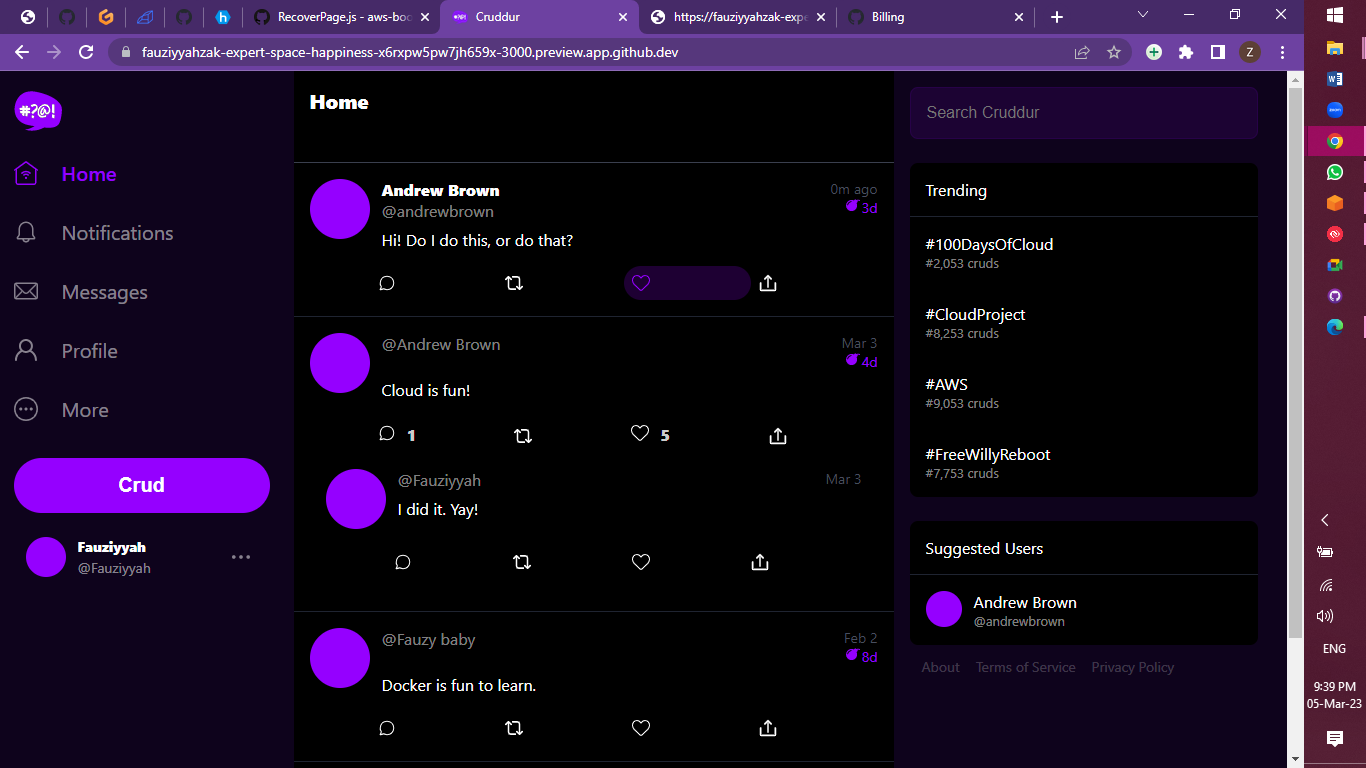 RecoverPage.js - aws-boo
Cruddur
https://fauziyyahzak-expe
Billing
fauziyyahzak-expert-space-happiness-x6rxpw5pw7jh659x-3000.preview.app.github.dev
Z
#?@!
Home
Notifications
Messages
Profile
More
Crud
Fauziyyah
@Fauziyyah
Home
Andrew Brown
0m ago
@andrewbrown
3d
Hi! Do I do this, or do that?
@Andrew Brown
Mar 3
4d
Cloud is fun!
1
5
@Fauziyyah
Mar 3
I did it. Yay!
@Fauzy baby
Feb 2
8d
Docker is fun to learn.
Search Cruddur
Trending
#100DaysOfCloud
#2,053 cruds
#CloudProject
#8,253 cruds
#AWS
#9,053 cruds
#FreeWillyReboot
#7,753 cruds
Suggested Users
Andrew Brown
@andrewbrown
About Terms of Service Privacy Policy
ENG
9:39 PM
05-Mar-23